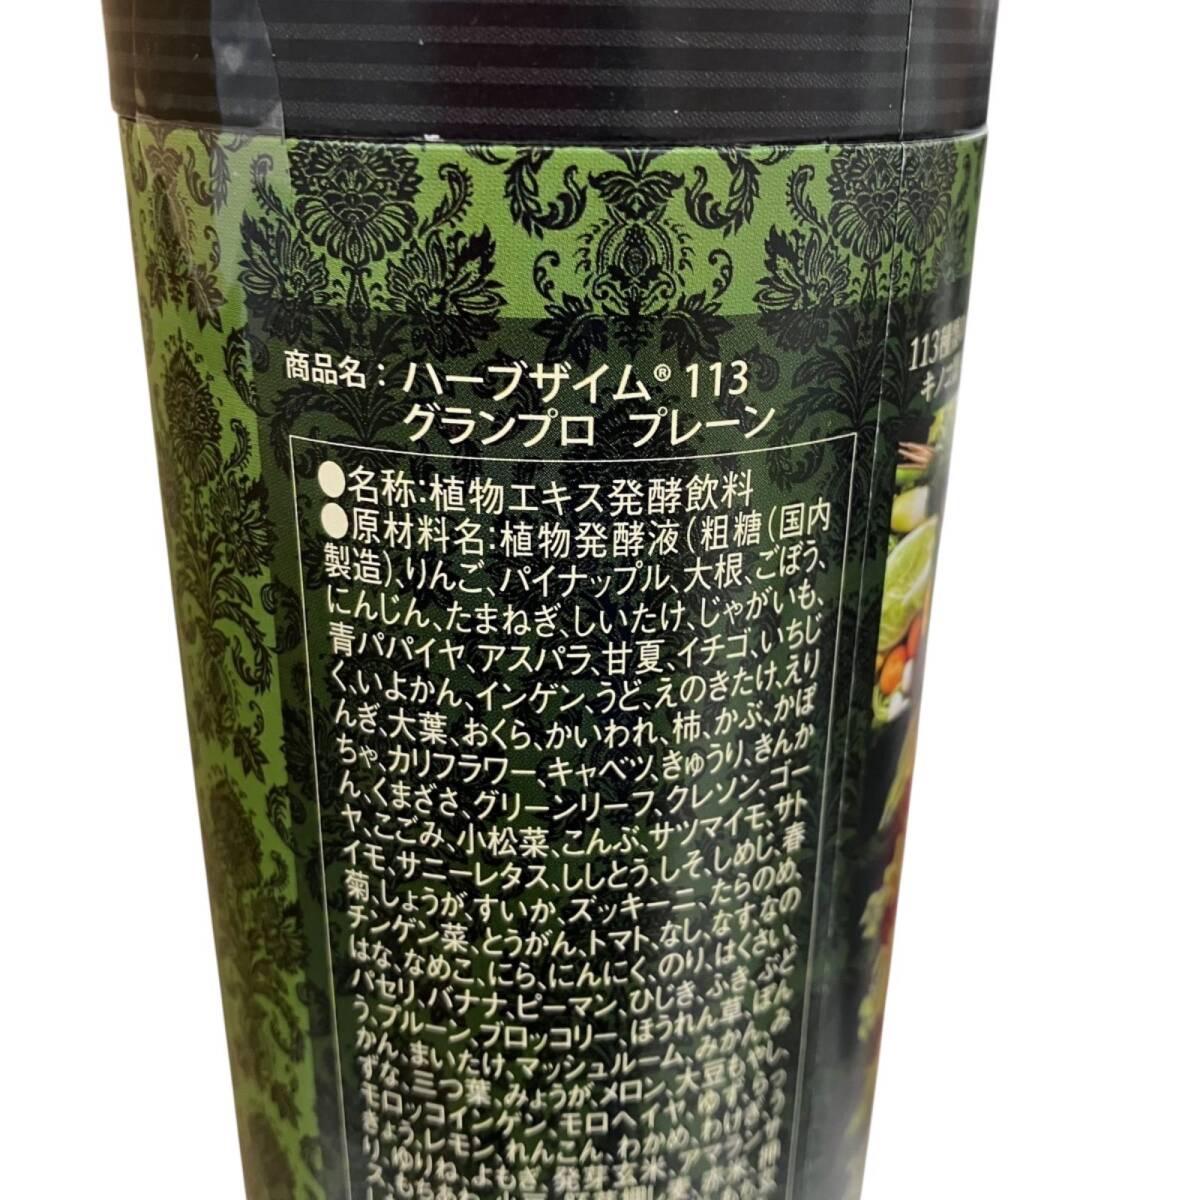 商品名：ハーブザイム® 113
グランプロ　プレーン
●名称:植物エキス発酵飲料
●原材料名:植物発酵液(粗糖(国内
製造)、りんご、パイナップル、大根、ごぼう、
にんじん、たまねぎ、しいたけ、じゃがいも、
青パパイヤ、アスパラ、甘夏、イチゴ、いちじ
く、いよかん、インゲン、うど、えのきたけ、えり
んぎ、大葉、おくら、かいわれ、柿、かぶ、かぼ
ちゃ、カリフラワー、キャベツ、きゅうり、きんか
ん、くまざさ、グリーンリーフ、クレソン、ゴー
ヤ、こごみ、小松菜、こんぶ、サツマイモ、サト
イモ、サニーレタス、ししとう、しそ、しめじ、春
菊、しょうが、すいか、ズッキーニ、たらのめ、
チンゲン菜、とうがん、トマト、なし、なす、なの
はな、なめこ、にら、にんにく、のり、はくさい、
パセリ、バナナ、ピーマン、ひじき、ふき、ぶど
う、プルーン、ブロッコリー、ほうれん草、ぽん
かん、まいたけ、マッシュルーム、みかん、み
ずな、三つ葉、みょうが、メロン、大豆もやし、
モロッコインゲン、モロヘイヤ、ゆず、らっ
きょう、レモン、れんこん、わかめ、わけぎ、
ゆりね、よもぎ、発芽玄米、アマラン
もちあわ、小豆
113種
キノコ